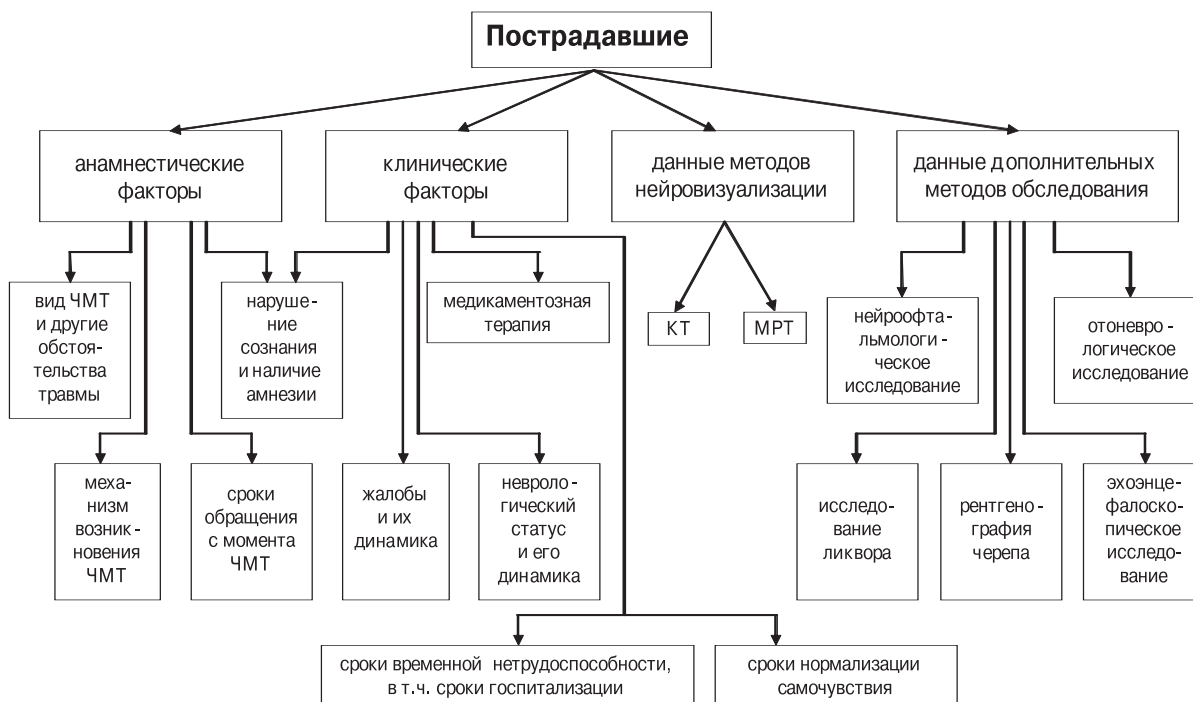 Пострадавшие
анамнестические
факторы
клинические
факторы
данные методов
нейровизуализации
данные дополнительных
методов обследования
вид ЧМТ
и другие
обстоя-
тельства
травмы
наруше-
ние
сознания
и наличие
амнезии
медикаментозная
терапия
КТ
МРТ
нейроофта-
льмологи-
ческое
исследование
отоневро-
логическое
исследование
меха-
низм
возник-
новения
ЧМТ
сроки
обращения
с момента
ЧМТ
жалобы
и их
динамика
невроло-
гический
статус
и его
динамика
исследо-
вание
ликвора
рентгено-
графия
черепа
эхоэнце-
фалоско-
пическое
исследо-
вание
сроки временной нетрудоспособности,
в т.ч. сроки госпитализации
сроки нормализации
самочувствия